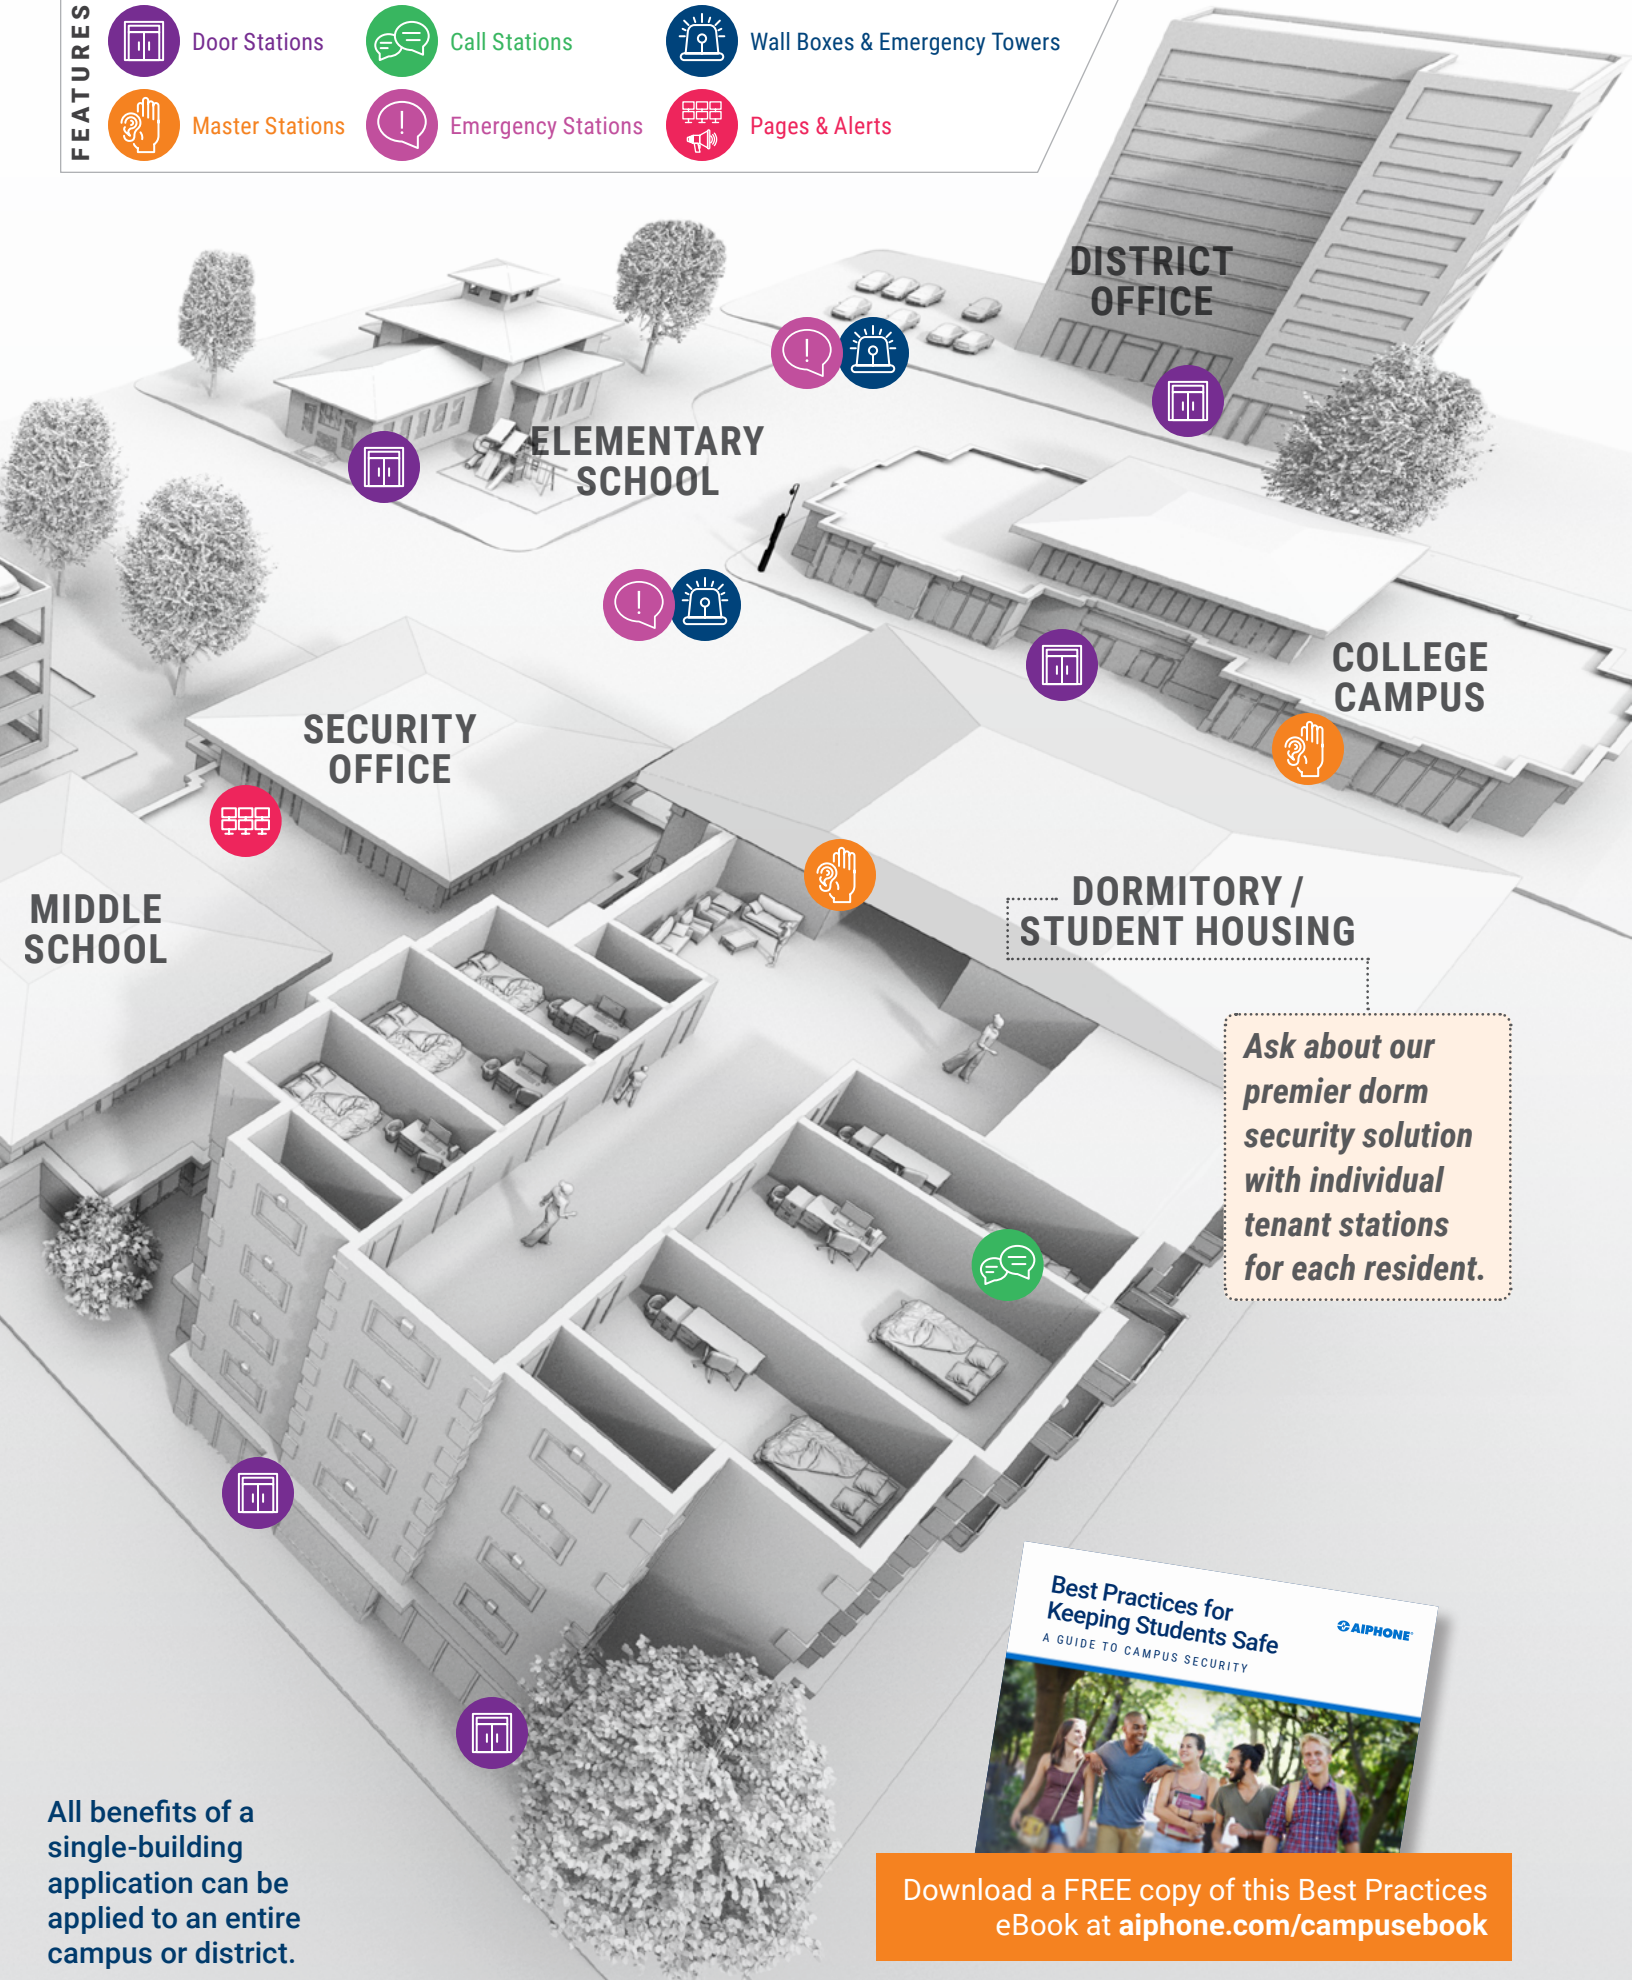 FEATURES
Door Stations
Call Stations
Wall Boxes & Emergency Towers
Master Stations
Emergency Stations
Pages & Alerts
DISTRICT
OFFICE
ELEMENTARY
SCHOOL
COLLEGE
CAMPUS
SECURITY
OFFICE
MIDDLE
SCHOOL
DORMITORY /
STUDENT HOUSING
Ask about our
premier dorm
security solution
with individual
tenant stations
for each resident.
Best Practices for
Keeping Students Safe
A GUIDE TO CAMPUS SECURITY
AIPHONE
All benefits of a
single-building
application can be
applied to an entire
campus or district.
Download a FREE copy of this Best Practices
eBook at aiphone.com/campusebook